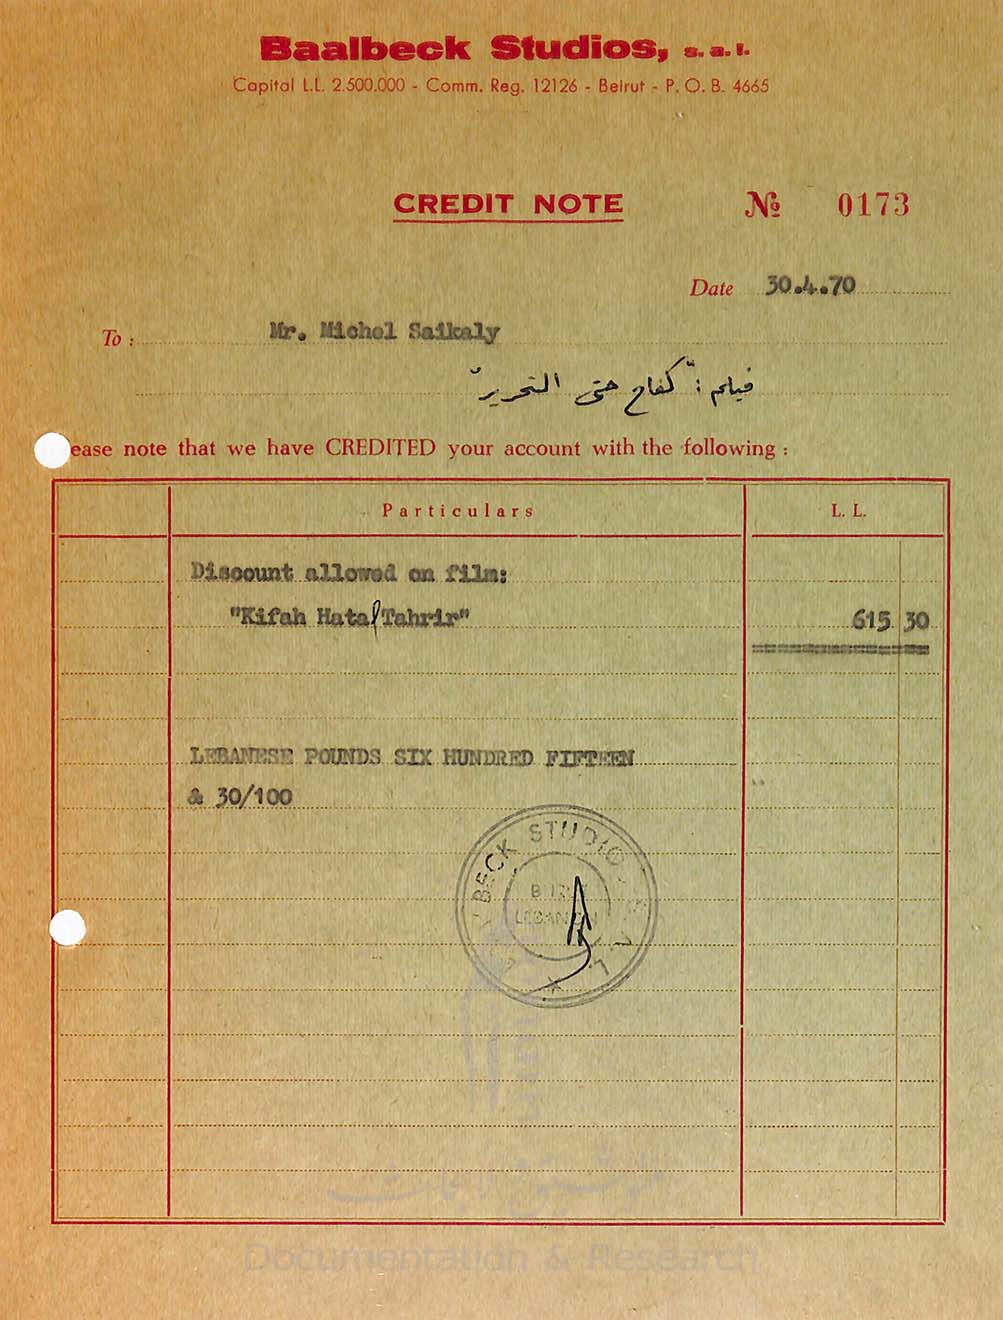 Baalbeck Studios, s.a.l.
Capital L.L. 2.500.000 - Comm. Reg. 12126 - Beirut - P. O. B. 4665
CREDIT NOTE № 0173
Date 30.4.70
To : Mr. Michel Saikaly
فيلم : "كفاح حتى التحرير"
ease note that we have CREDITED your account with the following :
Particulars L. L.
Discount allowed on film:
"Kifah Hata/Tahrir" 615 30
LEBANESE POUNDS SIX HUNDRED FIFTEEN
& 30/100
BECK STUDIO
LEBANON
Documentation & Research